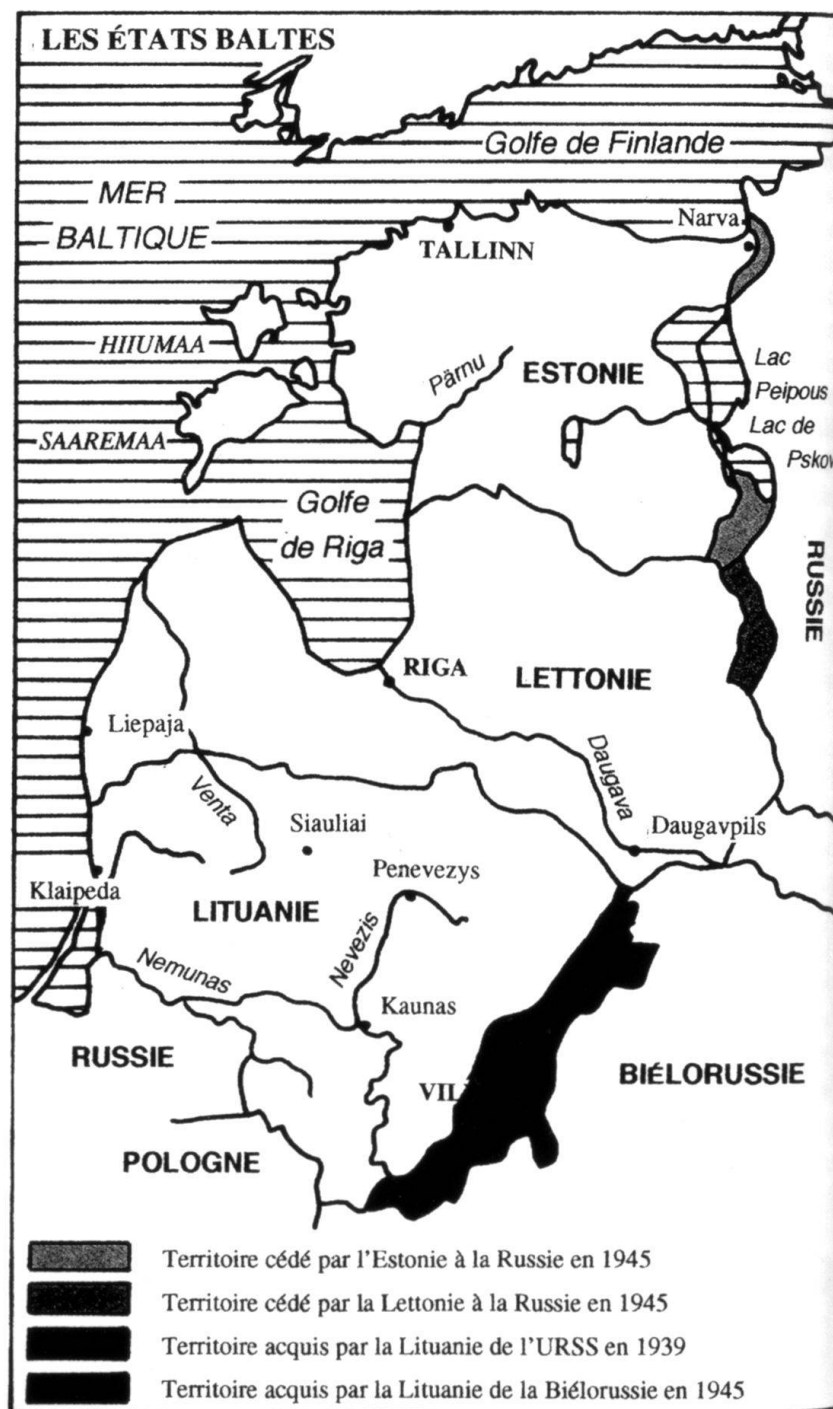 LES ÉTATS BALTES
Golfe de Finlande
MER
BALTIQUE
Narva
TALLINN
HIIUMAA
Pärnu
ESTONIE
Lac
Peipous
Lac de
Pskov
SAAREMAA
Golfe
de Riga
RUSSIE
RIGA
LETTONIE
Liepaja
Daugava
Venta
Siauliai
Daugavpils
Penevezys
Klaipeda
LITUANIE
Nevezis
Nemunas
Kaunas
RUSSIE
BIÉLORUSSIE
VIL
POLOGNE
Territoire cédé par l'Estonie à la Russie en 1945
Territoire cédé par la Lettonie à la Russie en 1945
Territoire acquis par la Lituanie de l'URSS en 1939
Territoire acquis par la Lituanie de la Biélorussie en 1945